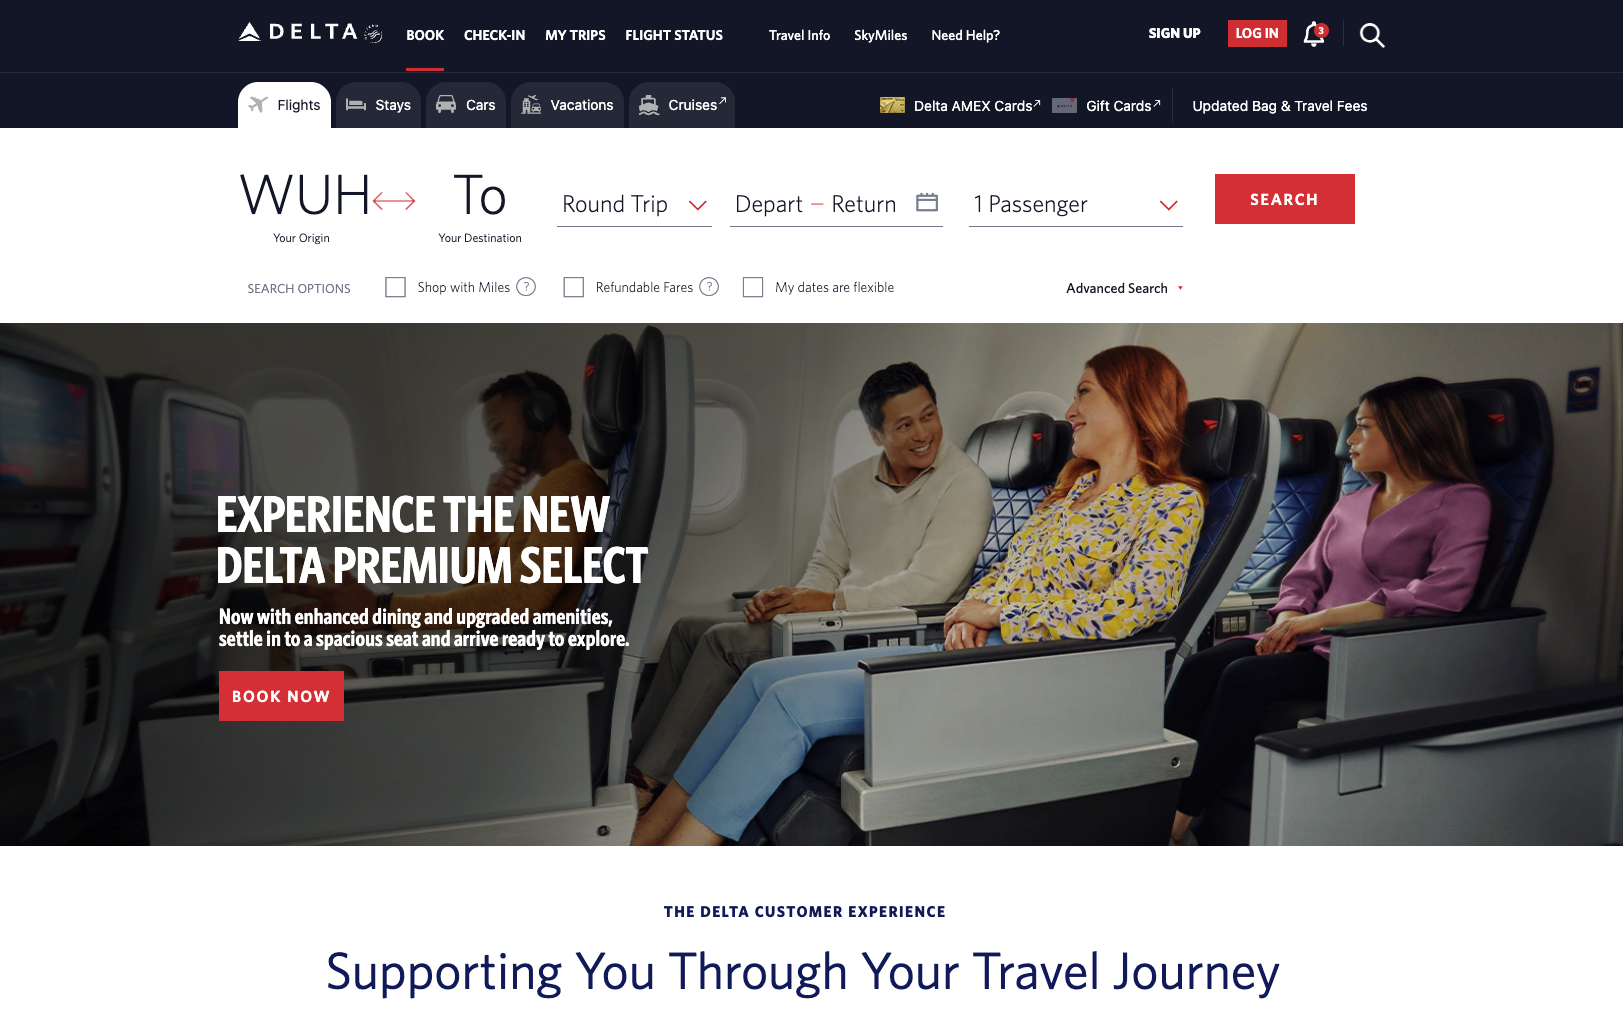 DELTA
BOOK
CHECK-IN
MY TRIPS
FLIGHT STATUS
Travel Info
SkyMiles
Need Help?
SIGN UP
LOG IN
3
Flights
Stays
Cars
Vacations
Cruises
Delta AMEX Cards
Gift Cards
Updated Bag & Travel Fees
WUH
Your Origin
To
Your Destination
Round Trip
Depart – Return
1 Passenger
SEARCH
SEARCH OPTIONS
Shop with Miles ?
Refundable Fares ?
My dates are flexible
Advanced Search
EXPERIENCE THE NEW
DELTA PREMIUM SELECT
Now with enhanced dining and upgraded amenities,
settle in to a spacious seat and arrive ready to explore.
BOOK NOW
THE DELTA CUSTOMER EXPERIENCE
Supporting You Through Your Travel Journey